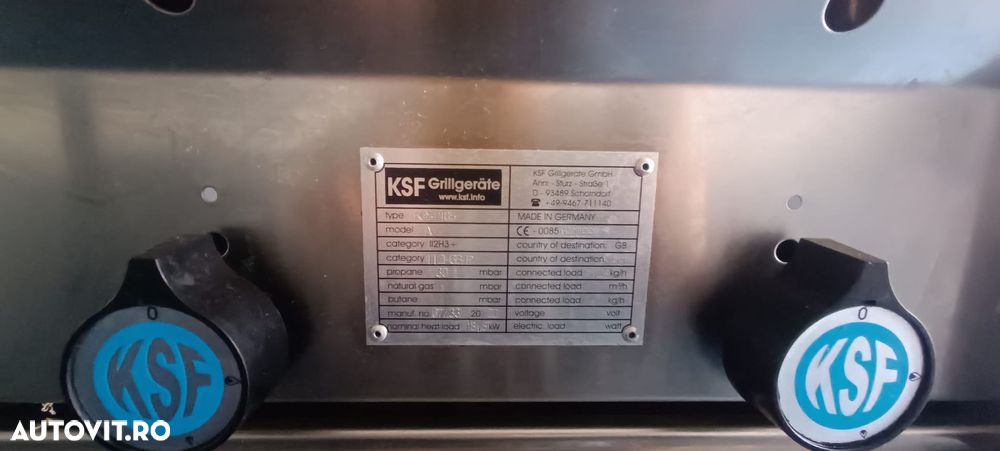 KSF Grillgeräte
www.ksf.info
KSF Grillgeräte GmbH
Anni - Sturz - Straße 1
D - 93489 Schorndorf
☎ +49-9467-711140
type
MADE IN GERMANY
model
CE - 0085
category II2H3+
country of destination: GB
category
country of destination:
propane mbar
connected load kg/h
natural gas mbar
connected load m³/h
butane mbar
connected load kg/h
manuf. no. 20
voltage volt
nominal heat load kW
electric. load watt
0
KSF
0
KSF
AUTOVIT.RO